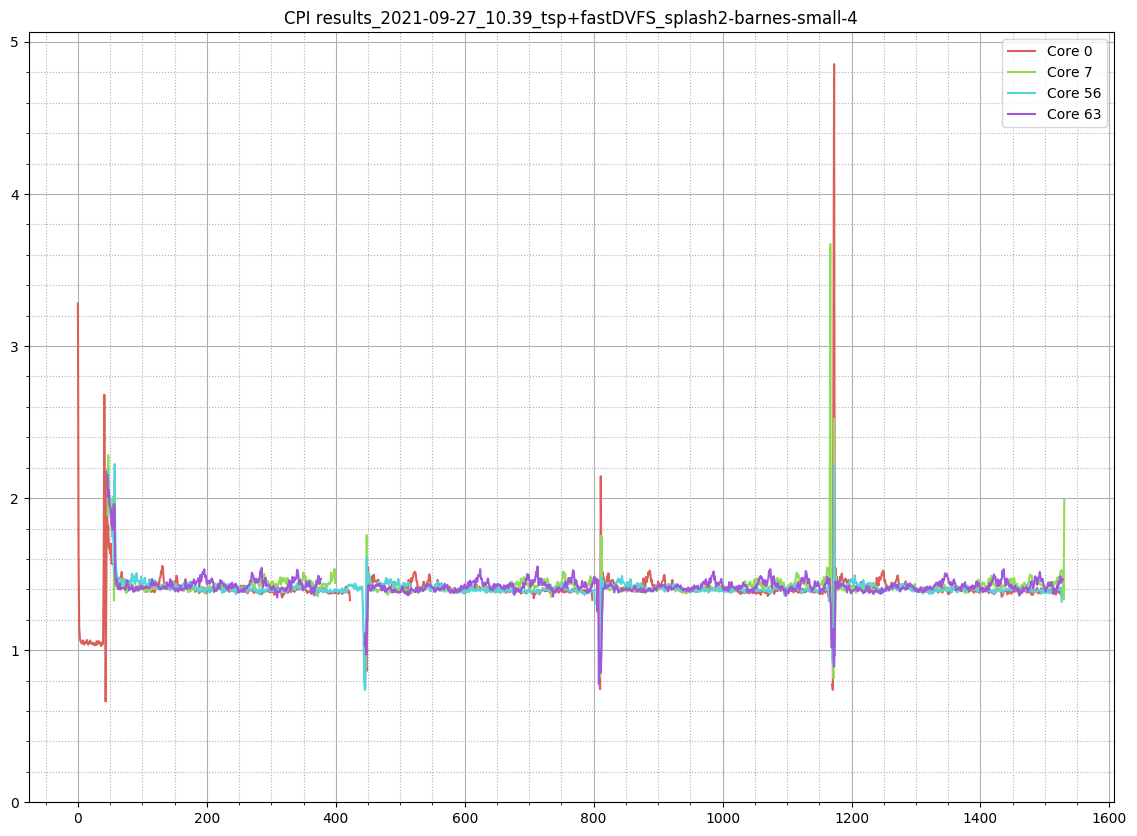 CPI results_2021-09-27_10.39_tsp+fastDVFS_splash2-barnes-small-4
Core 0
Core 7
Core 56
Core 63
5
4
3
2
1
0
0 200 400 600 800 1000 1200 1400 1600